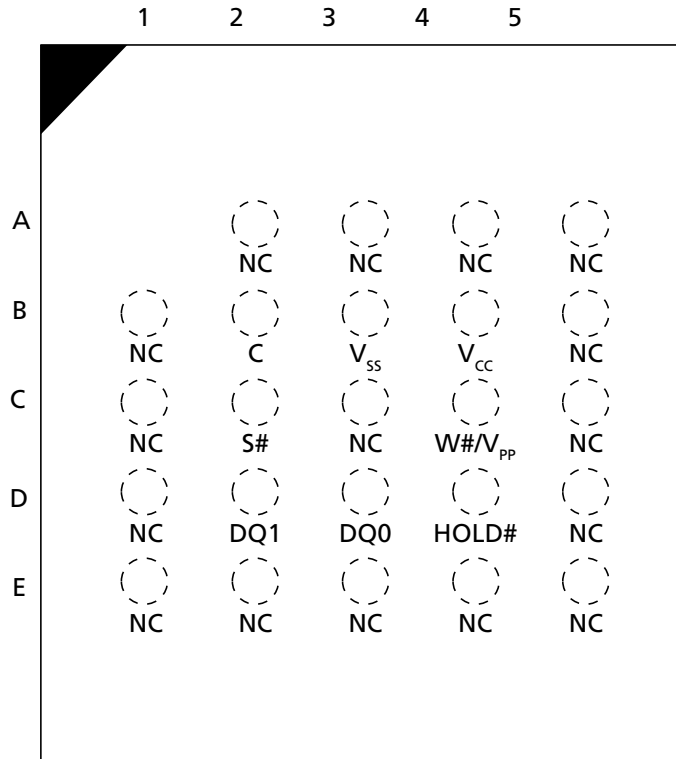 1 2 3 4 5
A
NC NC NC NC
B
NC C VSS VCC NC
C
NC S# NC W#/VPP NC
D
NC DQ1 DQ0 HOLD# NC
E
NC NC NC NC NC